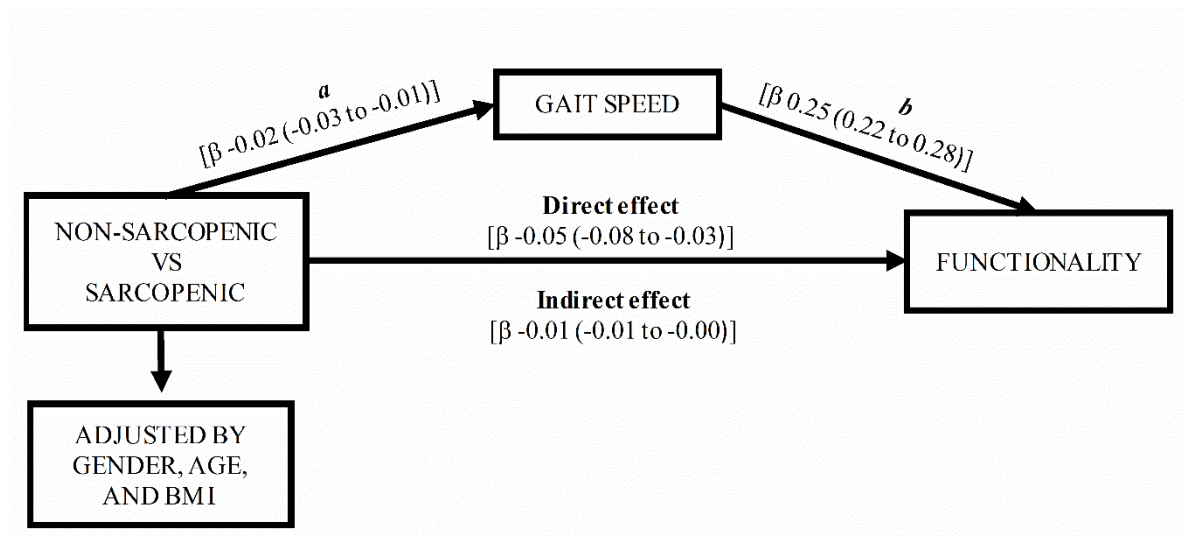 a
[β -0.02 (-0.03 to -0.01)]
GAIT SPEED
b
[β 0.25 (0.22 to 0.28)]
NON-SARCOPENIC
VS
SARCOPENIC
Direct effect
[β -0.05 (-0.08 to -0.03)]
Indirect effect
[β -0.01 (-0.01 to -0.00)]
FUNCTIONALITY
ADJUSTED BY
GENDER, AGE,
AND BMI